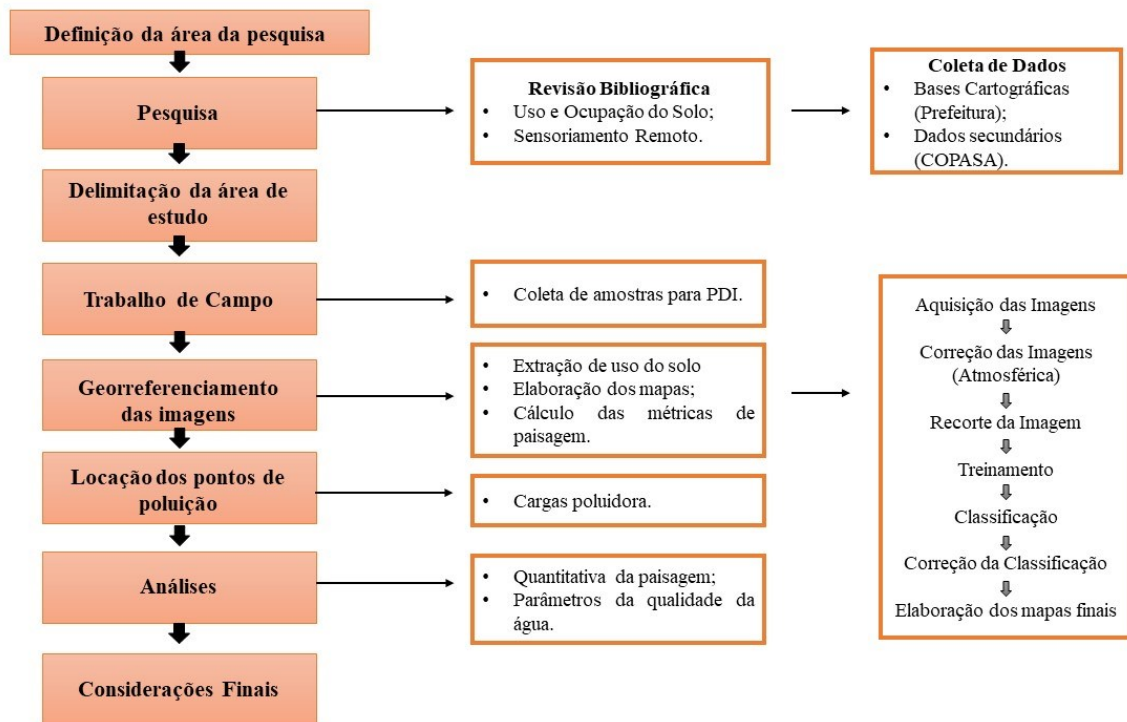 Definição da área da pesquisa
Pesquisa
Revisão Bibliográfica
• Uso e Ocupação do Solo;
• Sensoriamento Remoto.
Coleta de Dados
• Bases Cartográficas
(Prefeitura);
• Dados secundários
(COPASA).
Delimitação da área de
estudo
Trabalho de Campo
• Coleta de amostras para PDI.
Georreferenciamento
das imagens
• Extração de uso do solo
• Elaboração dos mapas;
• Cálculo das métricas de
paisagem.
Aquisição das Imagens
Correção das Imagens
(Atmosférica)
Recorte da Imagem
Treinamento
Classificação
Correção da Classificação
Elaboração dos mapas finais
Locação dos pontos de
poluição
• Cargas poluidora.
Análises
• Quantitativa da paisagem;
• Parâmetros da qualidade da
água.
Considerações Finais